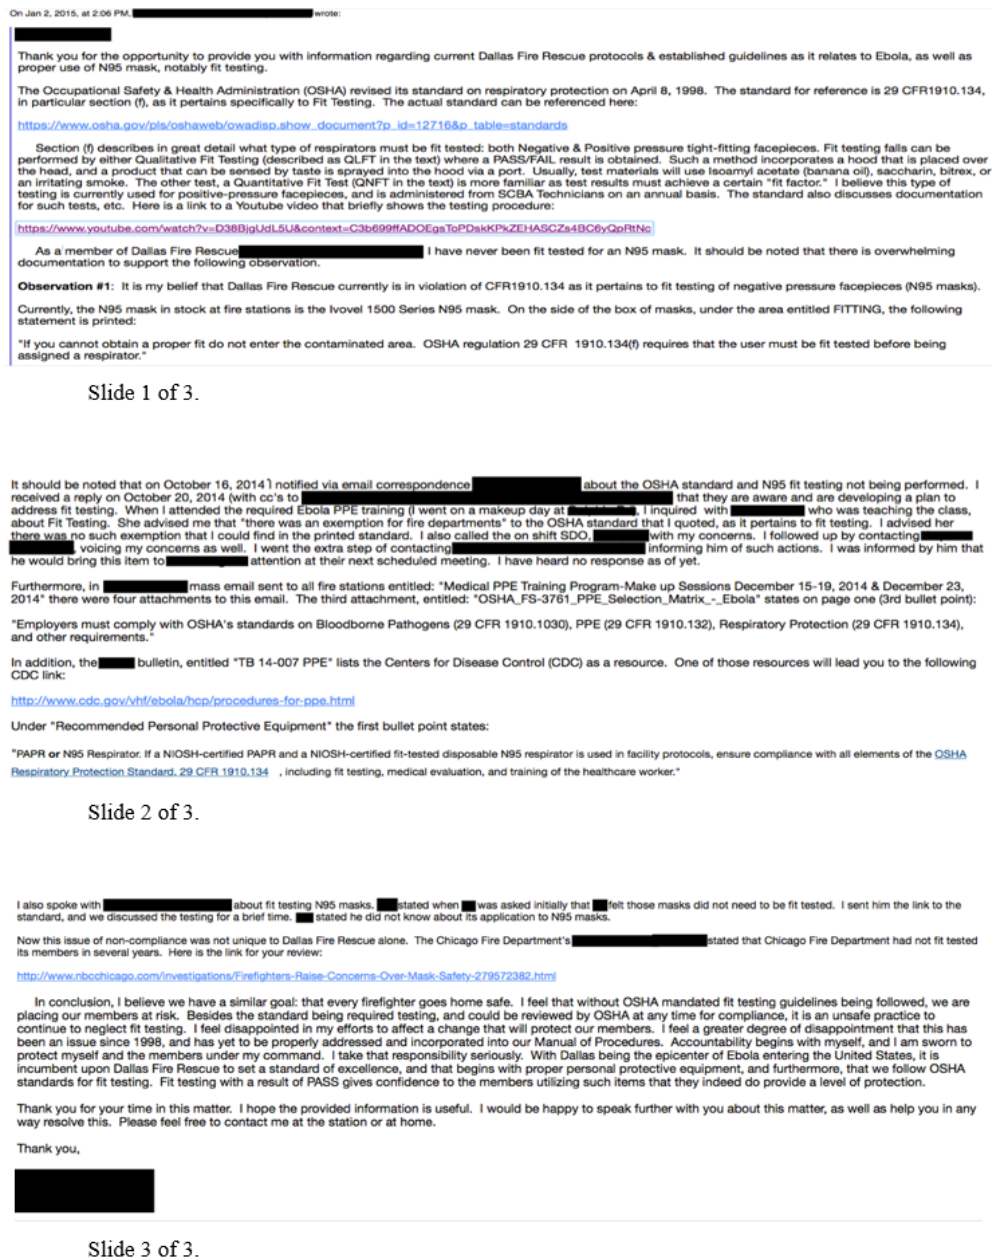 On Jan 2, 2015, at 2:06 PM, wrote:
Thank you for the opportunity to provide you with information regarding current Dallas Fire Rescue protocols & established guidelines as it relates to Ebola, as well as
proper use of N95 mask, notably fit testing.
The Occupational Safety & Health Administration (OSHA) revised its standard on respiratory protection on April 8, 1998. The standard for reference is 29 CFR1910.134,
in particular section (f), as it pertains specifically to Fit Testing. The actual standard can be referenced here:
https://www.osha.gov/pls/oshaweb/owadisp.show_document?p_id=12716&p_table=standards
Section (f) describes in great detail what type of respirators must be fit tested: both Negative & Positive pressure tight-fitting facepieces. Fit testing falls can be
performed by either Qualitative Fit Testing (described as QLFT in the text) where a PASS/FAIL result is obtained. Such a method incorporates a hood that is placed over
the head, and a product that can be sensed by taste is sprayed into the hood via a port. Usually, test materials will use Isoamyl acetate (banana oil), saccharin, bitrex, or
an irritating smoke. The other test, a Quantitative Fit Test (QNFT in the text) is more familiar as test results must achieve a certain "fit factor." I believe this type of
testing is currently used for positive-pressure facepieces, and is administered from SCBA Technicians on an annual basis. The standard also discusses documentation
for such tests, etc. Here is a link to a Youtube video that briefly shows the testing procedure:
https://www.youtube.com/watch?v=D38BjgUdL5U&context=C3b699ffADOEgsToPDskKPkZEHASCZs4BC6yQpRtNc
As a member of Dallas Fire Rescue I have never been fit tested for an N95 mask. It should be noted that there is overwhelming
documentation to support the following observation.
Observation #1: It is my belief that Dallas Fire Rescue currently is in violation of CFR1910.134 as it pertains to fit testing of negative pressure facepieces (N95 masks).
Currently, the N95 mask in stock at fire stations is the Ivovel 1500 Series N95 mask. On the side of the box of masks, under the area entitled FITTING, the following
statement is printed:
"If you cannot obtain a proper fit do not enter the contaminated area. OSHA regulation 29 CFR 1910.134(f) requires that the user must be fit tested before being
assigned a respirator."
Slide 1 of 3.
It should be noted that on October 16, 2014 I notified via email correspondence about the OSHA standard and N95 fit testing not being performed. I
received a reply on October 20, 2014 (with cc's to that they are aware and are developing a plan to
address fit testing. When I attended the required Ebola PPE training (I went on a makeup day at , I inquired with who was teaching the class,
about Fit Testing. She advised me that "there was an exemption for fire departments" to the OSHA standard that I quoted, as it pertains to fit testing. I advised her
there was no such exemption that I could find in the printed standard. I also called the on shift SDO, with my concerns. I followed up by contacting
, voicing my concerns as well. I went the extra step of contacting informing him of such actions. I was informed by him that
he would bring this item to attention at their next scheduled meeting. I have heard no response as of yet.
Furthermore, in mass email sent to all fire stations entitled: "Medical PPE Training Program-Make up Sessions December 15-19, 2014 & December 23,
2014" there were four attachments to this email. The third attachment, entitled: "OSHA_FS-3761_PPE_Selection_Matrix_-_Ebola" states on page one (3rd bullet point):
"Employers must comply with OSHA's standards on Bloodborne Pathogens (29 CFR 1910.1030), PPE (29 CFR 1910.132), Respiratory Protection (29 CFR 1910.134),
and other requirements."
In addition, the bulletin, entitled "TB 14-007 PPE" lists the Centers for Disease Control (CDC) as a resource. One of those resources will lead you to the following
CDC link:
http://www.cdc.gov/vhf/ebola/hcp/procedures-for-ppe.html
Under "Recommended Personal Protective Equipment" the first bullet point states:
"PAPR or N95 Respirator. If a NIOSH-certified PAPR and a NIOSH-certified fit-tested disposable N95 respirator is used in facility protocols, ensure compliance with all elements of the OSHA
Respiratory Protection Standard, 29 CFR 1910.134 , including fit testing, medical evaluation, and training of the healthcare worker."
Slide 2 of 3.
I also spoke with about fit testing N95 masks. stated when was asked initially that felt those masks did not need to be fit tested. I sent him the link to the
standard, and we discussed the testing for a brief time. stated he did not know about its application to N95 masks.
Now this issue of non-compliance was not unique to Dallas Fire Rescue alone. The Chicago Fire Department's stated that Chicago Fire Department had not fit tested
its members in several years. Here is the link for your review:
http://www.nbcchicago.com/investigations/Firefighters-Raise-Concerns-Over-Mask-Safety-279572382.html
In conclusion, I believe we have a similar goal: that every firefighter goes home safe. I feel that without OSHA mandated fit testing guidelines being followed, we are
placing our members at risk. Besides the standard being required testing, and could be reviewed by OSHA at any time for compliance, it is an unsafe practice to
continue to neglect fit testing. I feel disappointed in my efforts to affect a change that will protect our members. I feel a greater degree of disappointment that this has
been an issue since 1998, and has yet to be properly addressed and incorporated into our Manual of Procedures. Accountability begins with myself, and I am sworn to
protect myself and the members under my command. I take that responsibility seriously. With Dallas being the epicenter of Ebola entering the United States, it is
incumbent upon Dallas Fire Rescue to set a standard of excellence, and that begins with proper personal protective equipment, and furthermore, that we follow OSHA
standards for fit testing. Fit testing with a result of PASS gives confidence to the members utilizing such items that they indeed do provide a level of protection.
Thank you for your time in this matter. I hope the provided information is useful. I would be happy to speak further with you about this matter, as well as help you in any
way resolve this. Please feel free to contact me at the station or at home.
Thank you,
Slide 3 of 3.